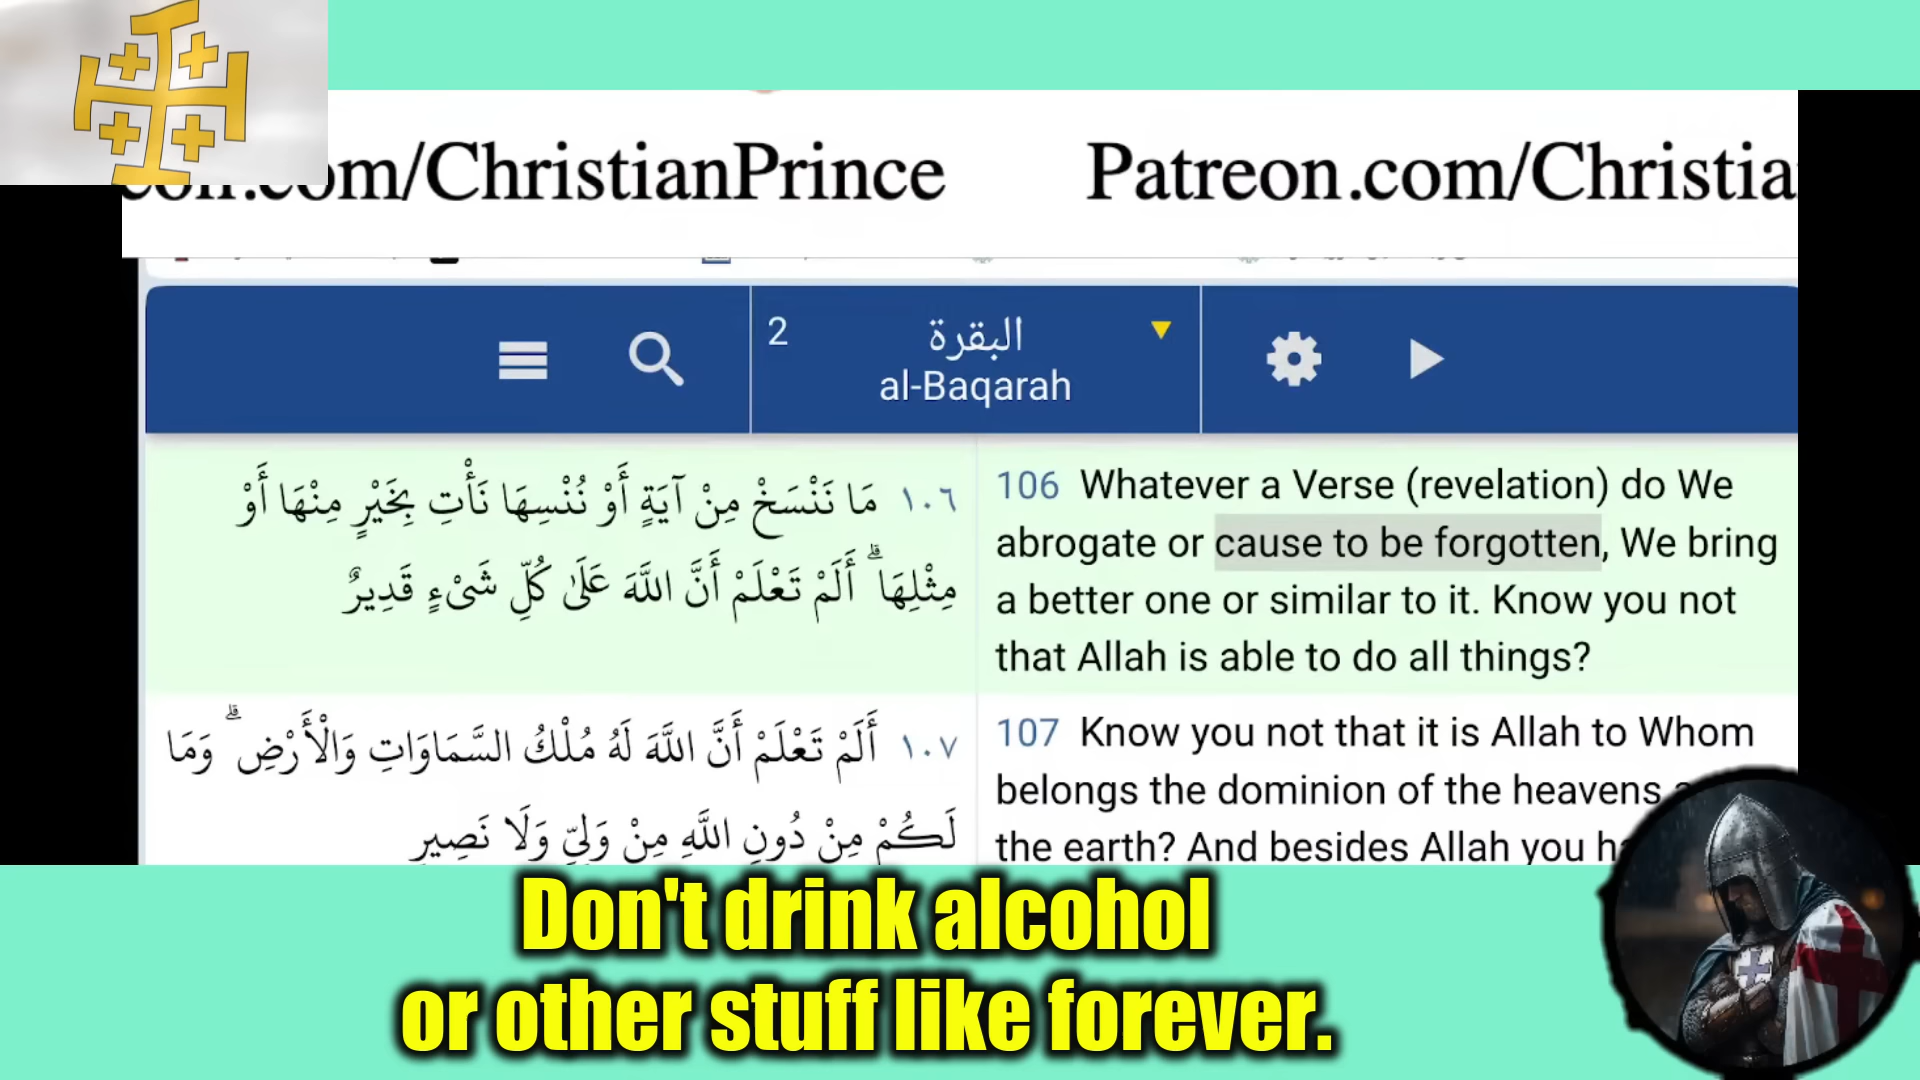 com/ChristianPrince
Patreon.com/Christia
2
البقرة
al-Baqarah
١٠٦ مَا نَنْسَخْ مِنْ آيَةٍ أَوْ نُنْسِهَا نَأْتِ بِخَيْرٍ مِنْهَا أَوْ
مِثْلِهَا ۗ أَلَمْ تَعْلَمْ أَنَّ اللَّهَ عَلَىٰ كُلِّ شَىْءٍ قَدِيرٌ
106 Whatever a Verse (revelation) do We
abrogate or cause to be forgotten, We bring
a better one or similar to it. Know you not
that Allah is able to do all things?
١٠٧ أَلَمْ تَعْلَمْ أَنَّ اللَّهَ لَهُ مُلْكُ السَّمَاوَاتِ وَالْأَرْضِ ۗ وَمَا
لَكُمْ مِنْ دُونِ اللَّهِ مِنْ وَلِيٍّ وَلَا نَصِيرٍ
107 Know you not that it is Allah to Whom
belongs the dominion of the heavens
the earth? And besides Allah you ha
Don't drink alcohol
or other stuff like forever.